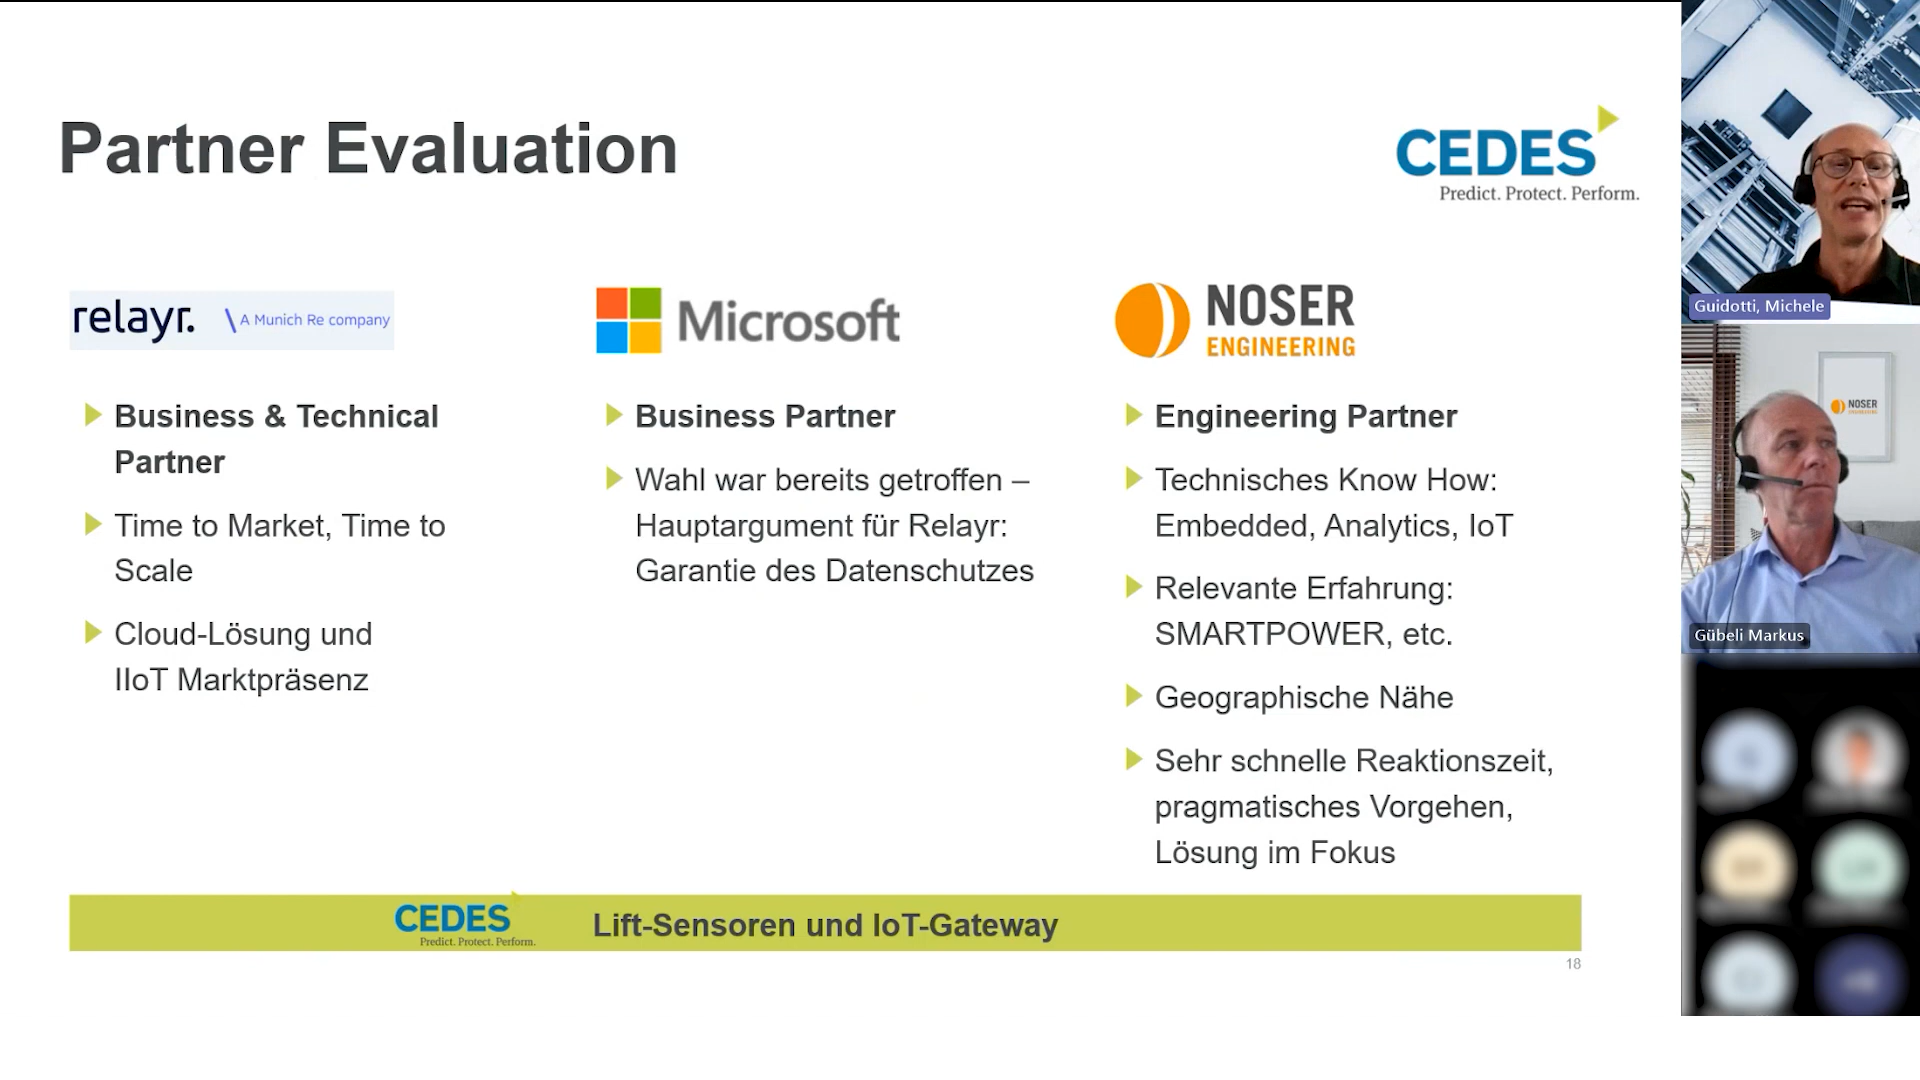 Partner Evaluation
CEDES
Predict. Protect. Perform.
relayr. \ A Munich Re company
Business & Technical
Partner
Time to Market, Time to
Scale
Cloud-Lösung und
IIoT Marktpräsenz
Microsoft
Business Partner
Wahl war bereits getroffen –
Hauptargument für Relayr:
Garantie des Datenschutzes
NOSER
ENGINEERING
Engineering Partner
Technisches Know How:
Embedded, Analytics, IoT
Relevante Erfahrung:
SMARTPOWER, etc.
Geographische Nähe
Sehr schnelle Reaktionszeit,
pragmatisches Vorgehen,
Lösung im Fokus
CEDES
Predict. Protect. Perform.
Lift-Sensoren und IoT-Gateway
18
Guidotti, Michele
NOSER
ENGINEERING
Gübeli Markus